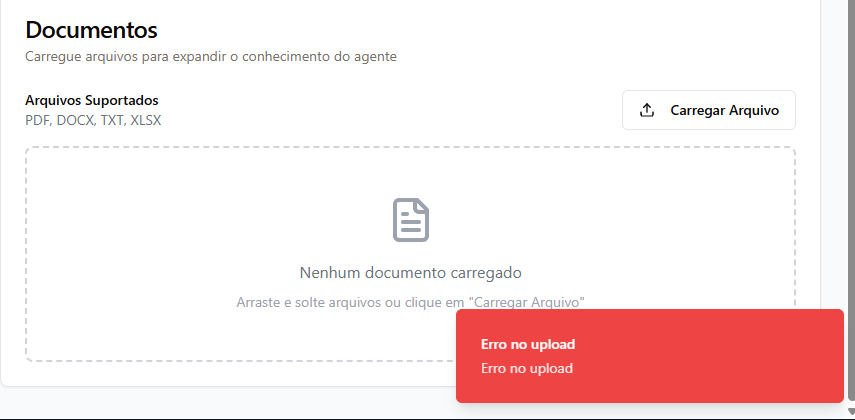 Documentos
Carregue arquivos para expandir o conhecimento do agente
Arquivos Suportados
PDF, DOCX, TXT, XLSX
Carregar Arquivo
Nenhum documento carregado
Arraste e solte arquivos ou clique em "Carregar Arquivo"
Erro no upload
Erro no upload